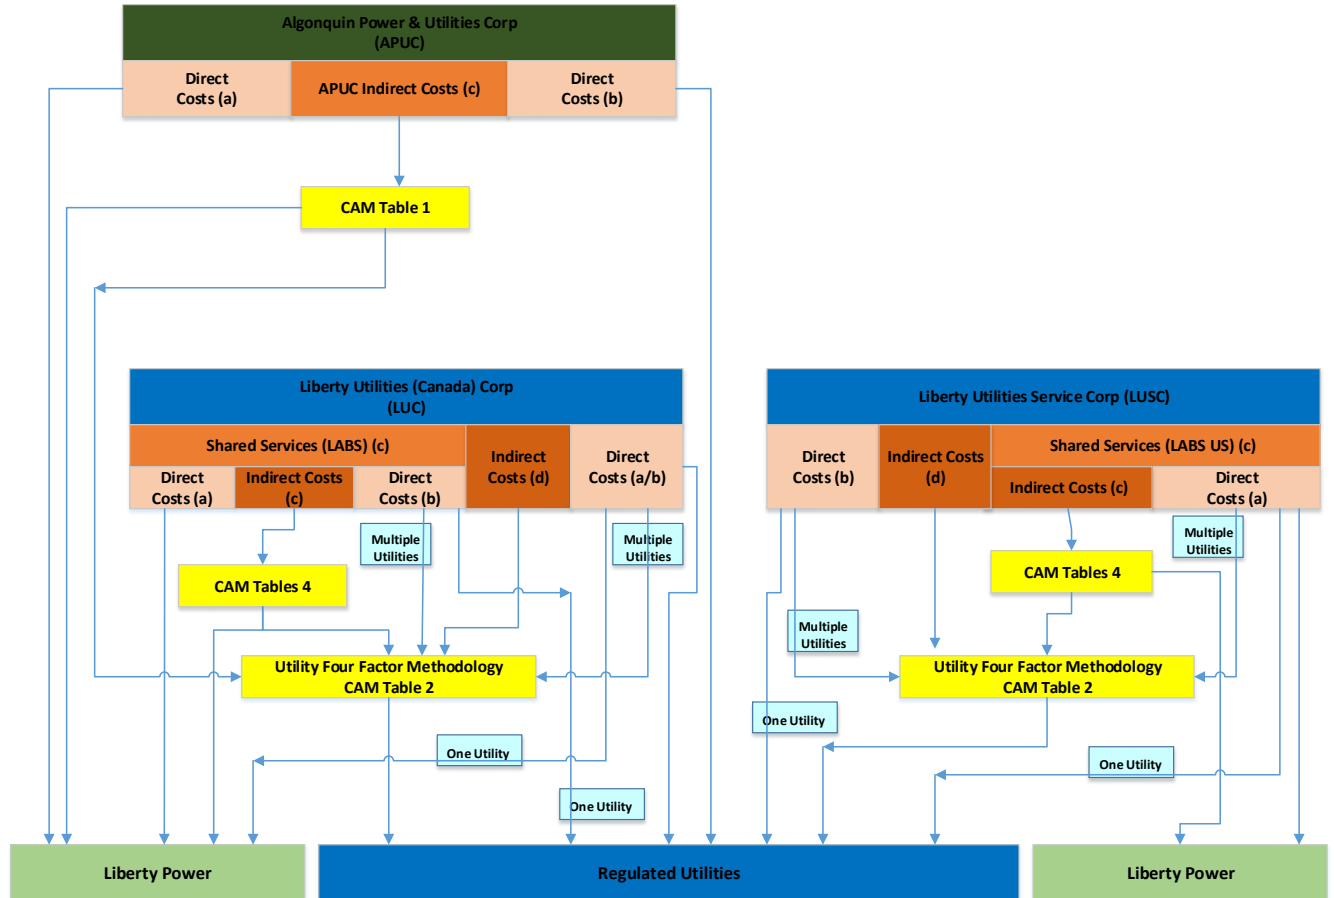 Algonquin Power & Utilities Corp
(APUC)
Direct
Costs (a)
APUC Indirect Costs (c)
Direct
Costs (b)
CAM Table 1
Liberty Utilities (Canada) Corp
(LUC)
Shared Services (LABS) (c)
Direct
Costs (a)
Indirect Costs
(c)
Direct
Costs (b)
Indirect
Costs (d)
Direct
Costs (a/b)
Multiple
Utilities
Multiple
Utilities
CAM Tables 4
Utility Four Factor Methodology
CAM Table 2
One Utility
One Utility
Liberty Utilities Service Corp (LUSC)
Direct
Costs (b)
Indirect Costs
(d)
Shared Services (LABS US) (c)
Indirect Costs (c)
Direct
Costs (a)
Multiple
Utilities
CAM Tables 4
Multiple
Utilities
Utility Four Factor Methodology
CAM Table 2
One Utility
One Utility
Liberty Power
Regulated Utilities
Liberty Power